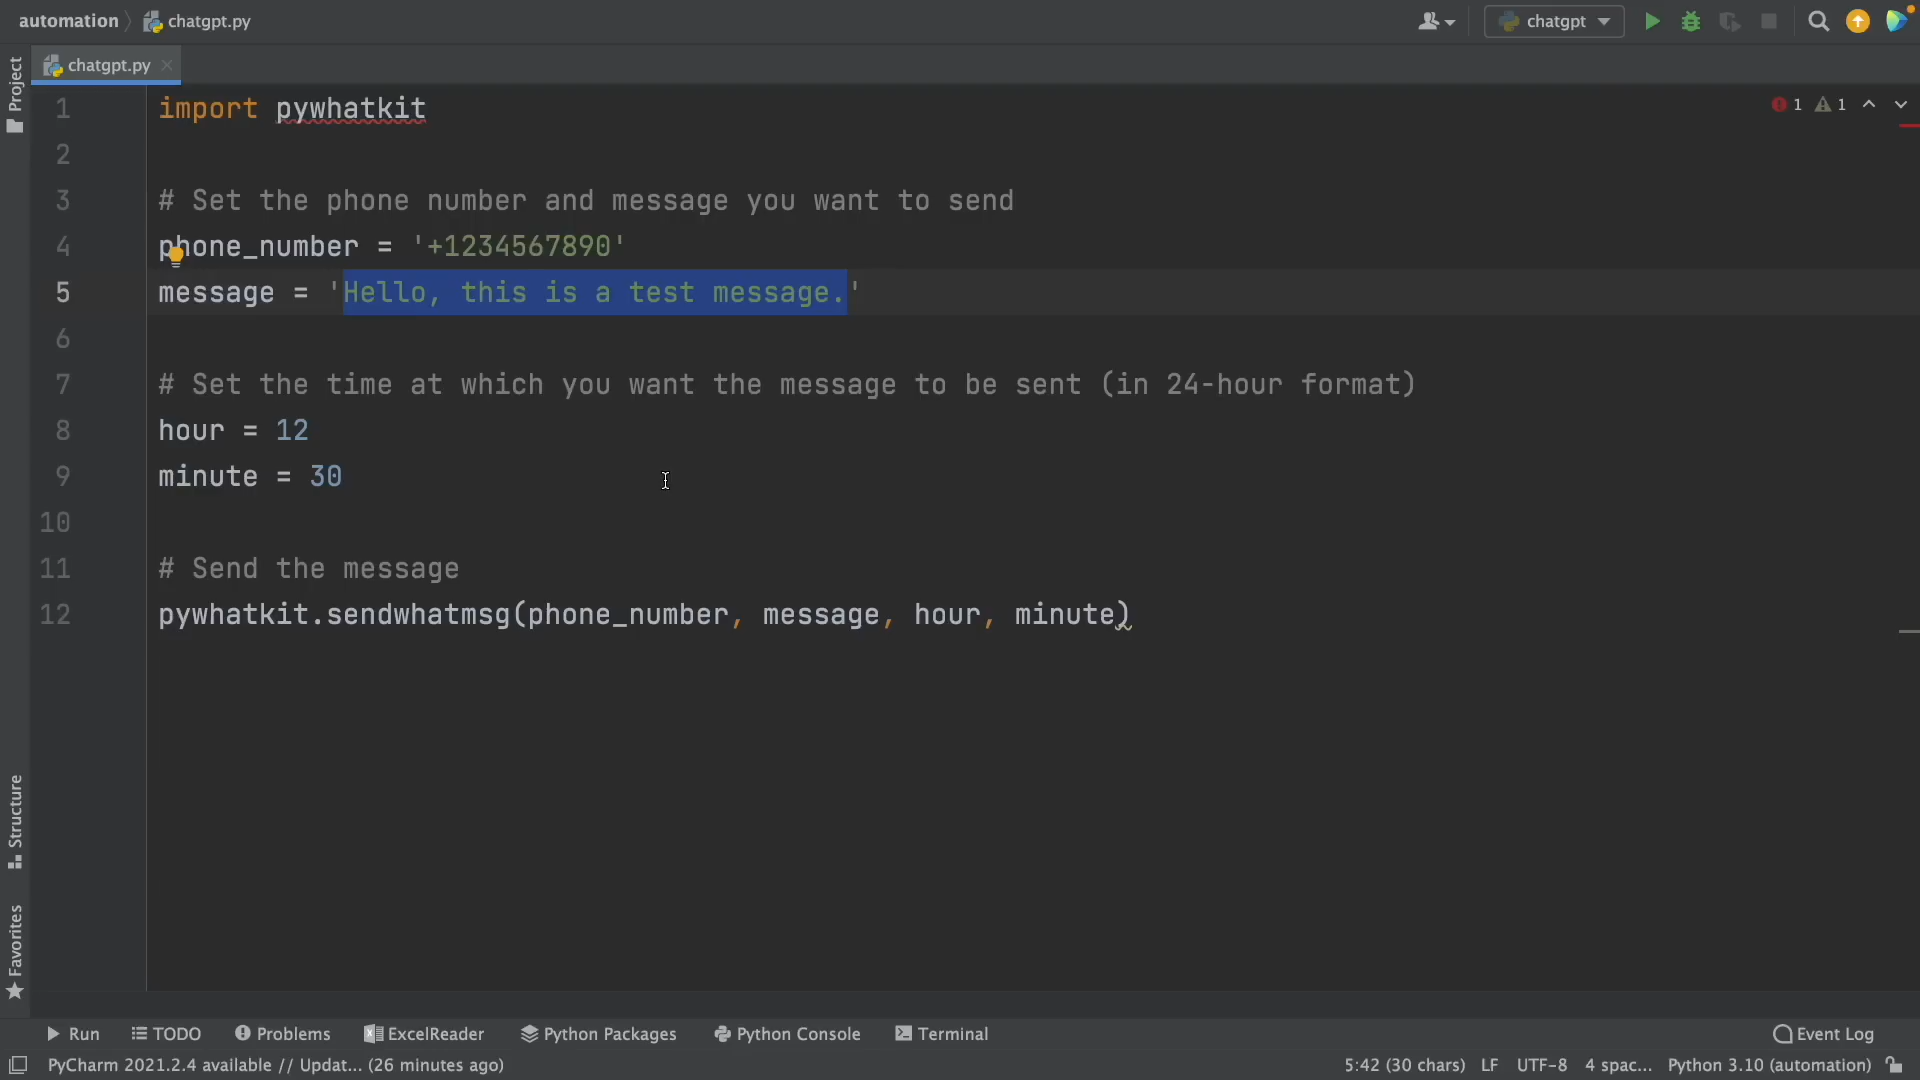 automation chatgpt.py chatgpt
chatgpt.py
Project
1 import pywhatkit 1 1
2
3 # Set the phone number and message you want to send
4 phone_number = '+1234567890'
5 message = 'Hello, this is a test message.'
6
7 # Set the time at which you want the message to be sent (in 24-hour format)
8 hour = 12
9 minute = 30
10
11 # Send the message
12 pywhatkit.sendwhatmsg(phone_number, message, hour, minute)
Structure
Favorites
Run TODO Problems ExcelReader Python Packages Python Console Terminal Event Log
PyCharm 2021.2.4 available // Updat... (26 minutes ago) 5:42 (30 chars) LF UTF-8 4 spac... Python 3.10 (automation)